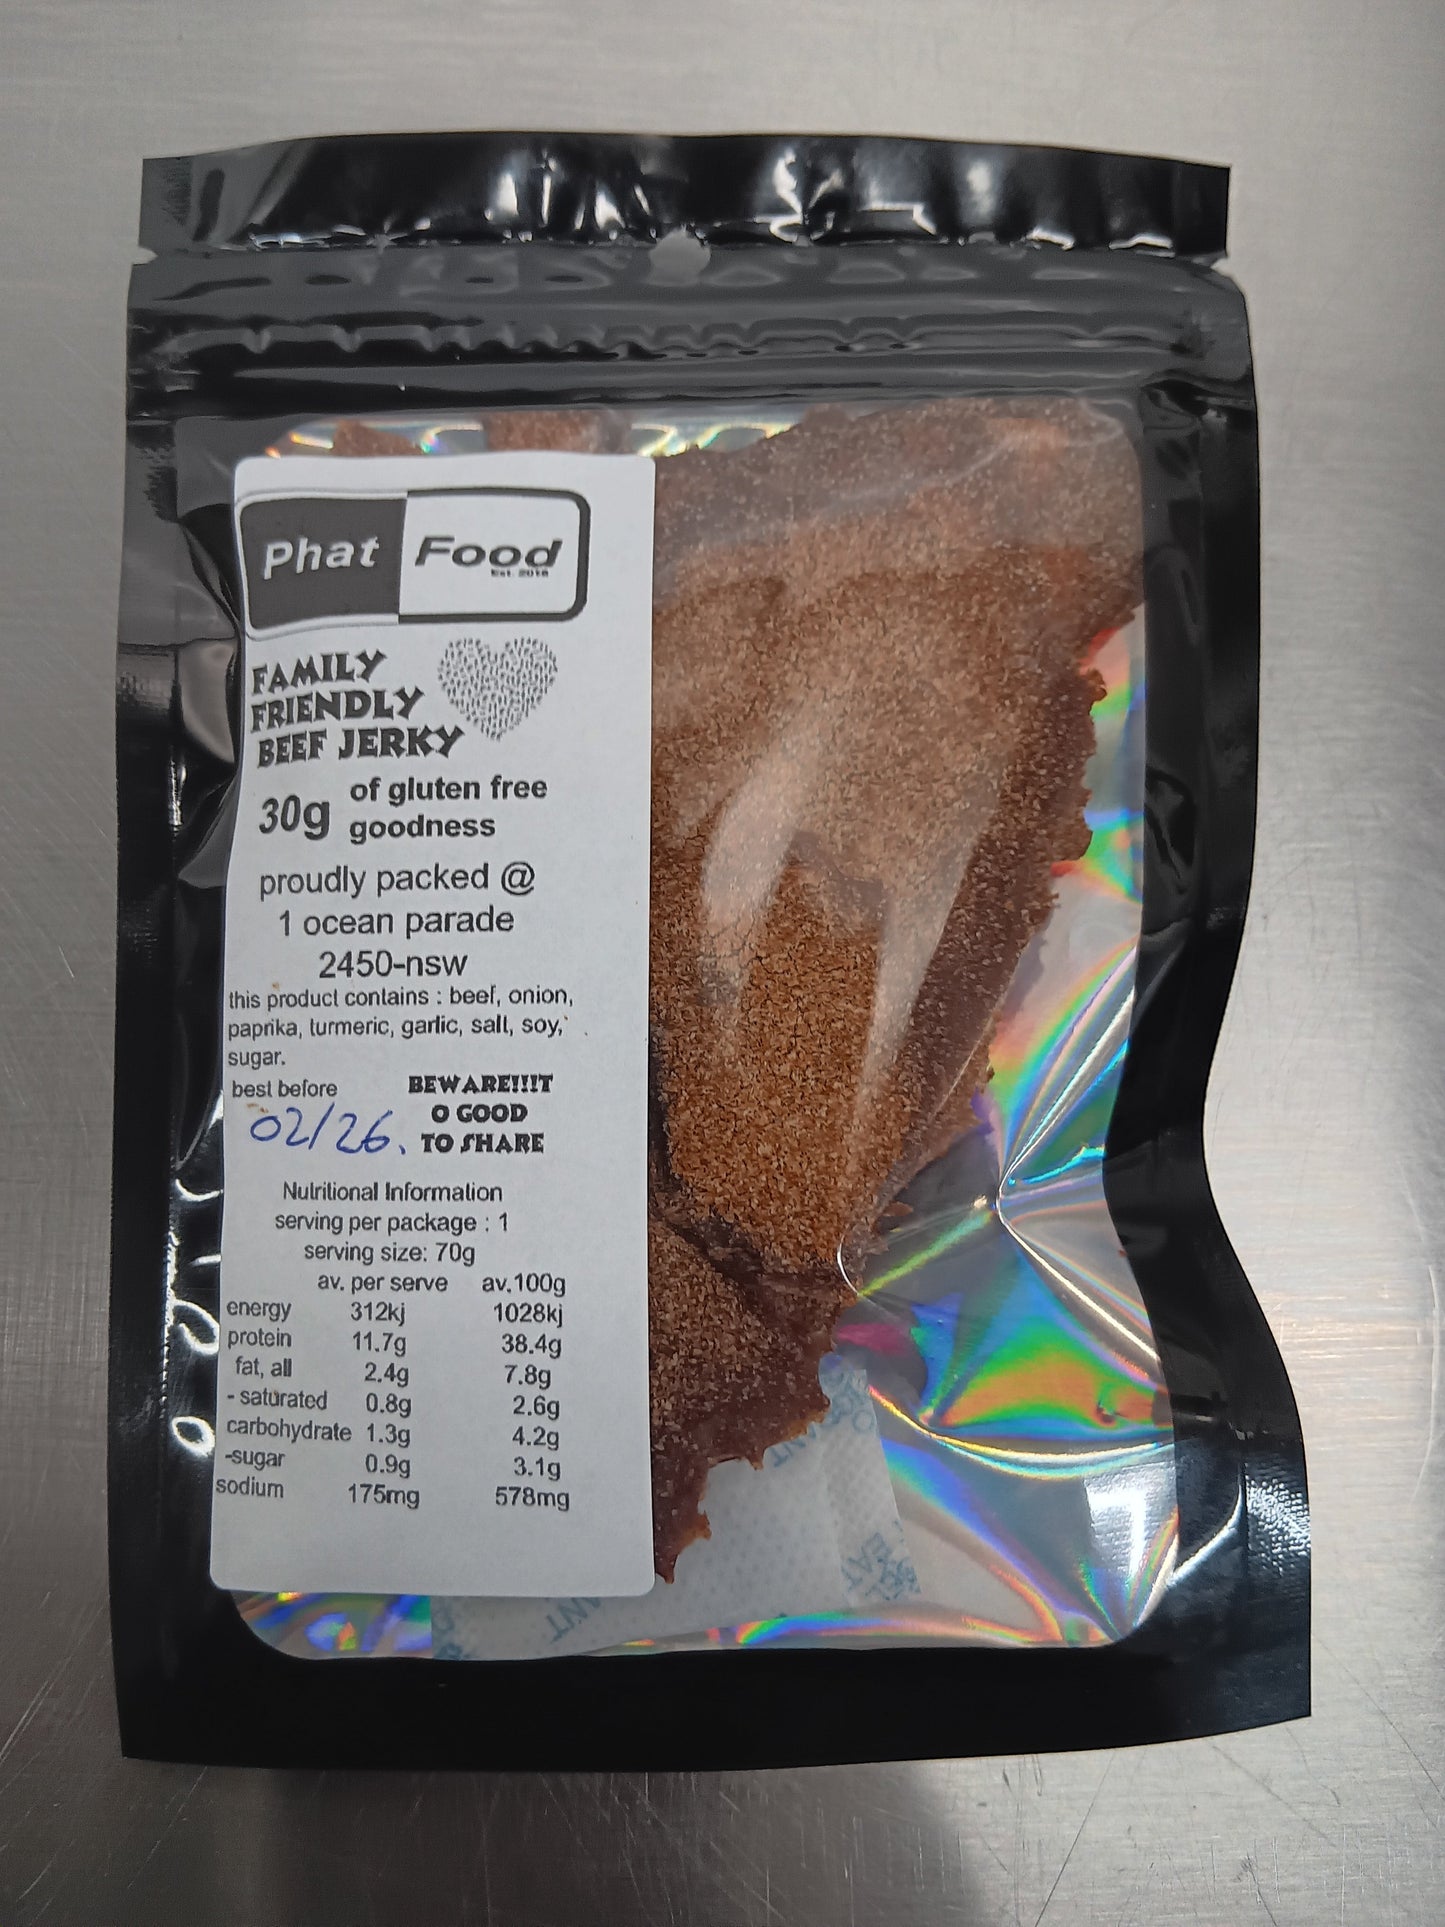 Phat Food
Est. 2018
FAMILY
FRIENDLY
BEEF JERKY
30g of gluten free
goodness
proudly packed @
1 ocean parade
2450-nsw
this product contains : beef, onion,
paprika, turmeric, garlic, salt, soy,
sugar.
best before
02/26.
BEWARE!!!T
O GOOD
TO SHARE
Nutritional Information
serving per package : 1
serving size: 70g
av. per serve av.100g
energy 312kj 1028kj
protein 11.7g 38.4g
fat, all 2.4g 7.8g
- saturated 0.8g 2.6g
carbohydrate 1.3g 4.2g
-sugar 0.9g 3.1g
sodium 175mg 578mg
EAT